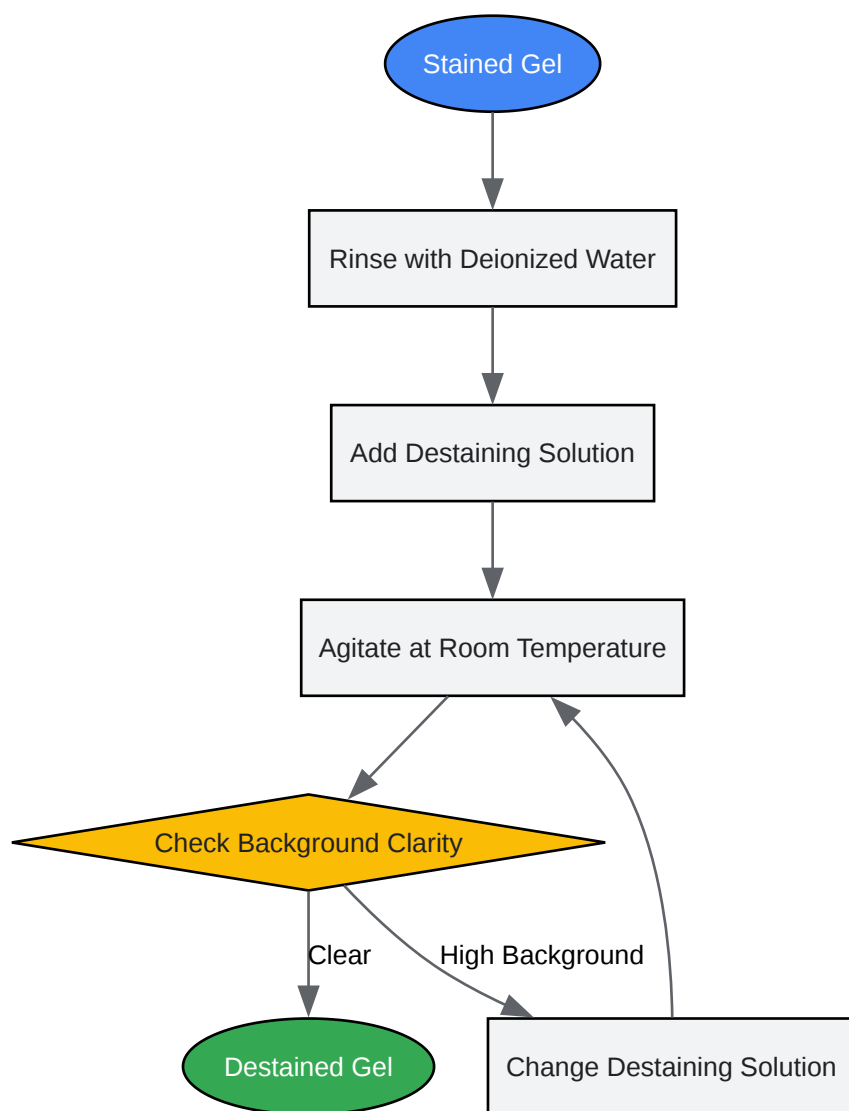 Stained Gel
Rinse with Deionized Water
Add Destaining Solution
Agitate at Room Temperature
Check Background Clarity
Clear
High Background
Destained Gel
Change Destaining Solution